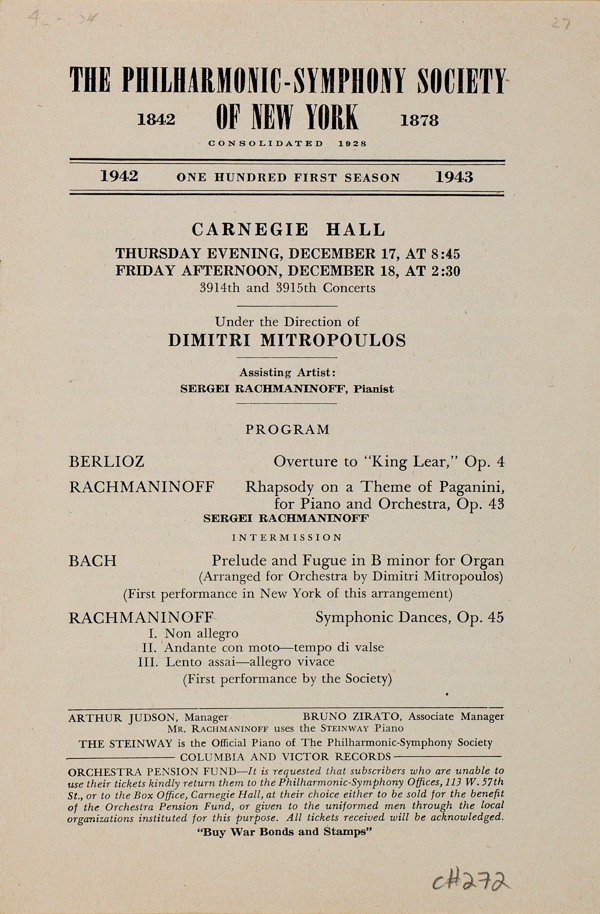 27
THE PHILHARMONIC-SYMPHONY SOCIETY
1842 OF NEW YORK 1878
CONSOLIDATED 1928
1942 ONE HUNDRED FIRST SEASON 1943
CARNEGIE HALL
THURSDAY EVENING, DECEMBER 17, AT 8:45
FRIDAY AFTERNOON, DECEMBER 18, AT 2:30
3914th and 3915th Concerts
Under the Direction of
DIMITRI MITROPOULOS
Assisting Artist:
SERGEI RACHMANINOFF, Pianist
PROGRAM
BERLIOZ Overture to "King Lear," Op. 4
RACHMANINOFF Rhapsody on a Theme of Paganini,
for Piano and Orchestra, Op. 43
SERGEI RACHMANINOFF
INTERMISSION
BACH Prelude and Fugue in B minor for Organ
(Arranged for Orchestra by Dimitri Mitropoulos)
(First performance in New York of this arrangement)
RACHMANINOFF Symphonic Dances, Op. 45
I. Non allegro
II. Andante con moto—tempo di valse
III. Lento assai—allegro vivace
(First performance by the Society)
ARTHUR JUDSON, Manager BRUNO ZIRATO, Associate Manager
MR. RACHMANINOFF uses the STEINWAY Piano
THE STEINWAY is the Official Piano of The Philharmonic-Symphony Society
COLUMBIA AND VICTOR RECORDS
ORCHESTRA PENSION FUND—It is requested that subscribers who are unable to
use their tickets kindly return them to the Philharmonic-Symphony Offices, 113 W. 57th
St., or to the Box Office, Carnegie Hall, at their choice either to be sold for the benefit
of the Orchestra Pension Fund, or given to the uniformed men through the local
organizations instituted for this purpose. All tickets received will be acknowledged.
"Buy War Bonds and Stamps"
CH272